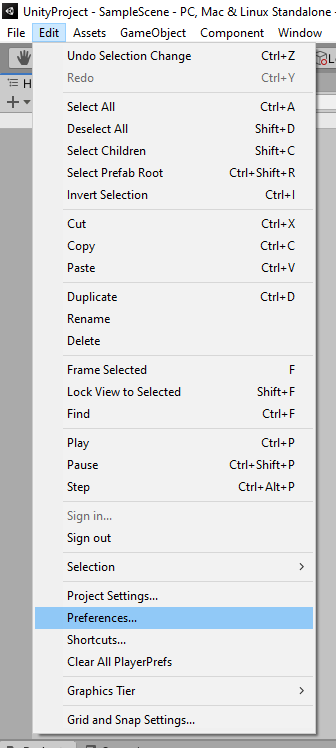 UnityProject - SampleScene - PC, Mac & Linux Standalone -
File Edit Assets GameObject Component Window
Undo Selection Change Ctrl+Z
Redo Ctrl+Y
Select All Ctrl+A
Deselect All Shift+D
Select Children Shift+C
Select Prefab Root Ctrl+Shift+R
Invert Selection Ctrl+I
Cut Ctrl+X
Copy Ctrl+C
Paste Ctrl+V
Duplicate Ctrl+D
Rename
Delete
Frame Selected F
Lock View to Selected Shift+F
Find Ctrl+F
Play Ctrl+P
Pause Ctrl+Shift+P
Step Ctrl+Alt+P
Sign in...
Sign out
Selection
Project Settings...
Preferences...
Shortcuts...
Clear All PlayerPrefs
Graphics Tier
Grid and Snap Settings...